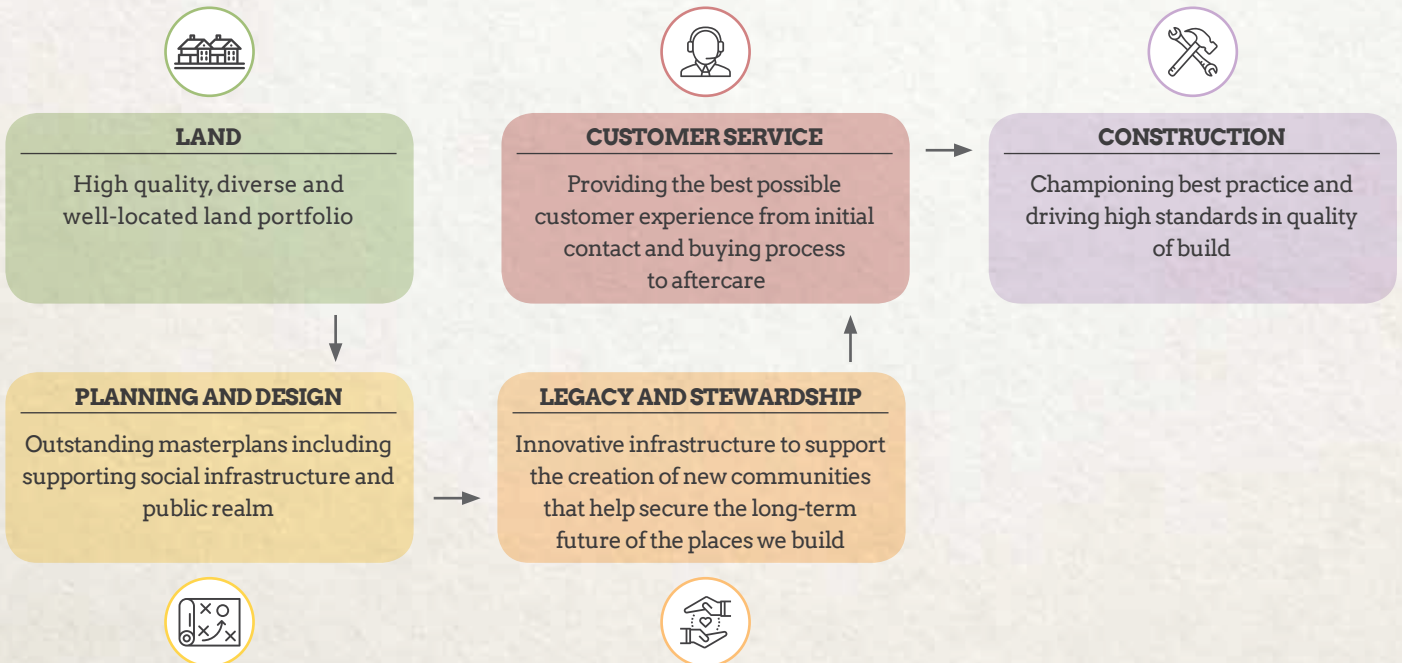 LAND
High quality, diverse and
well-located land portfolio
PLANNING AND DESIGN
Outstanding masterplans including
supporting social infrastructure and
public realm
LEGACY AND STEWARDSHIP
Innovative infrastructure to support
the creation of new communities
that help secure the long-term
future of the places we build
CUSTOMER SERVICE
Providing the best possible
customer experience from initial
contact and buying process
to aftercare
CONSTRUCTION
Championing best practice and
driving high standards in quality
of build